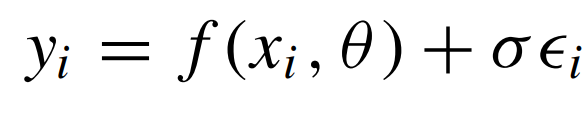 yᵢ = f(xᵢ, θ) + σϵᵢ